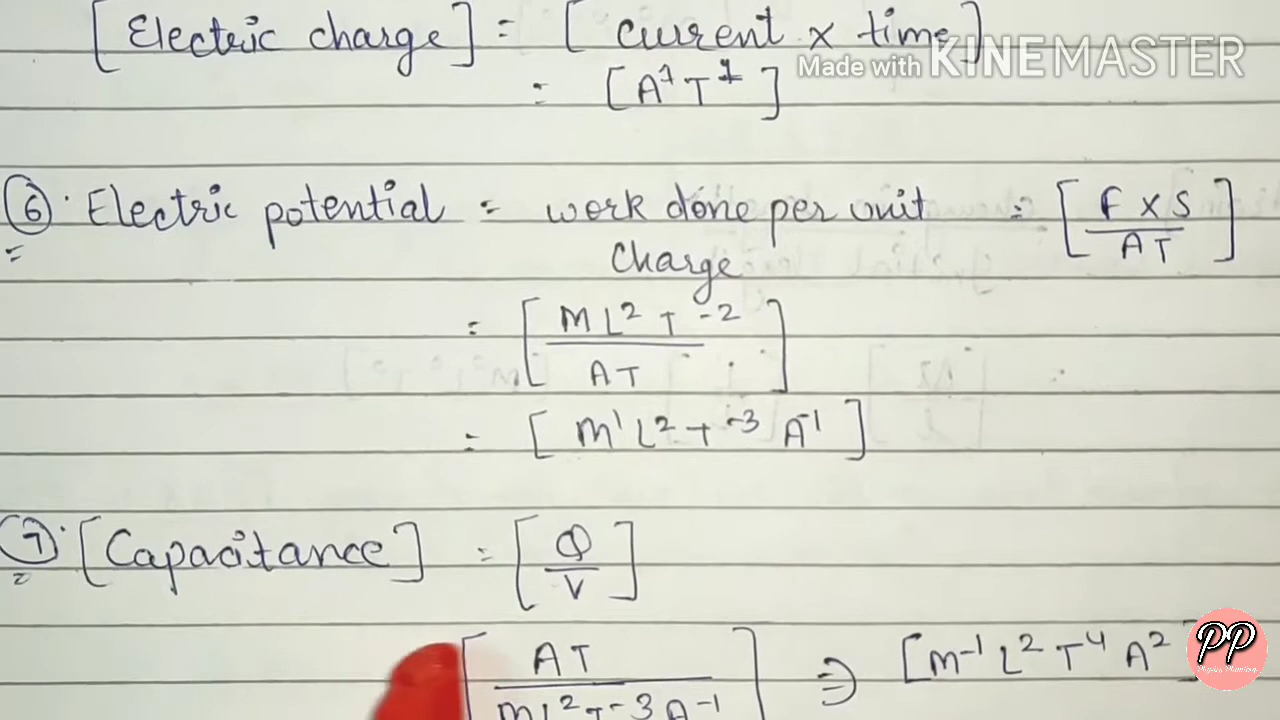 [Electric charge] = [current × time]
Made with KINEMASTER
= [A¹T¹]
⑥. Electric potential = work done per unit = [F × S / AT]
charge
= [ML² T⁻² / AT]
= [M¹L²T⁻³A⁻¹]
⑦. [Capacitance] = [Q / V]
[AT / ML²T⁻³A⁻¹] ⇒ [M⁻¹L²T⁴A²
PP